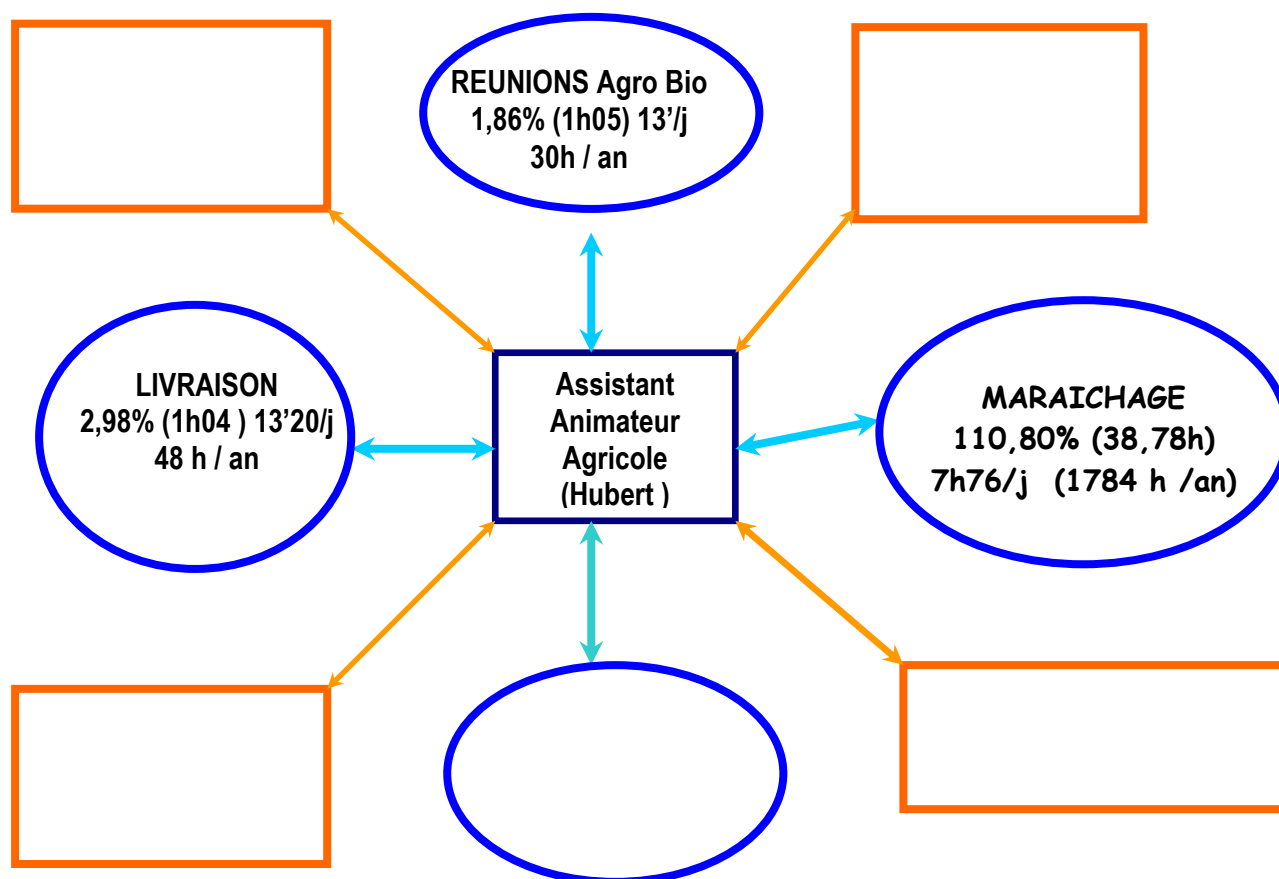 REUNIONS Agro Bio
1,86% (1h05) 13’/j
30h / an
LIVRAISON
2,98% (1h04 ) 13’20/j
48 h / an
Assistant
Animateur
Agricole
(Hubert )
MARAICHAGE
110,80% (38,78h)
7h76/j (1784 h /an)